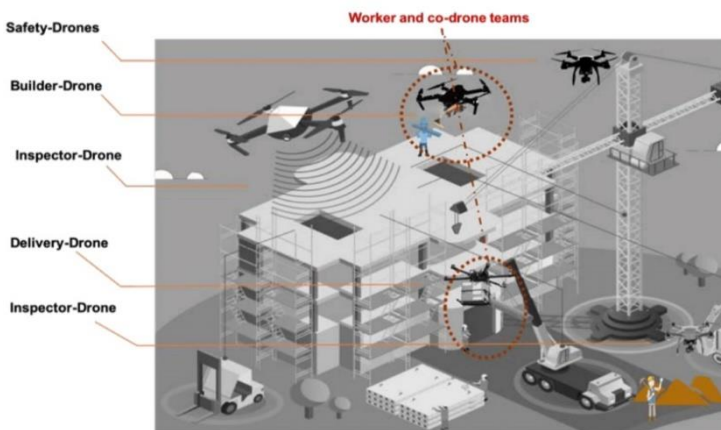 Worker and co-drone teams
Safety-Drones
Builder-Drone
Inspector-Drone
Delivery-Drone
Inspector-Drone